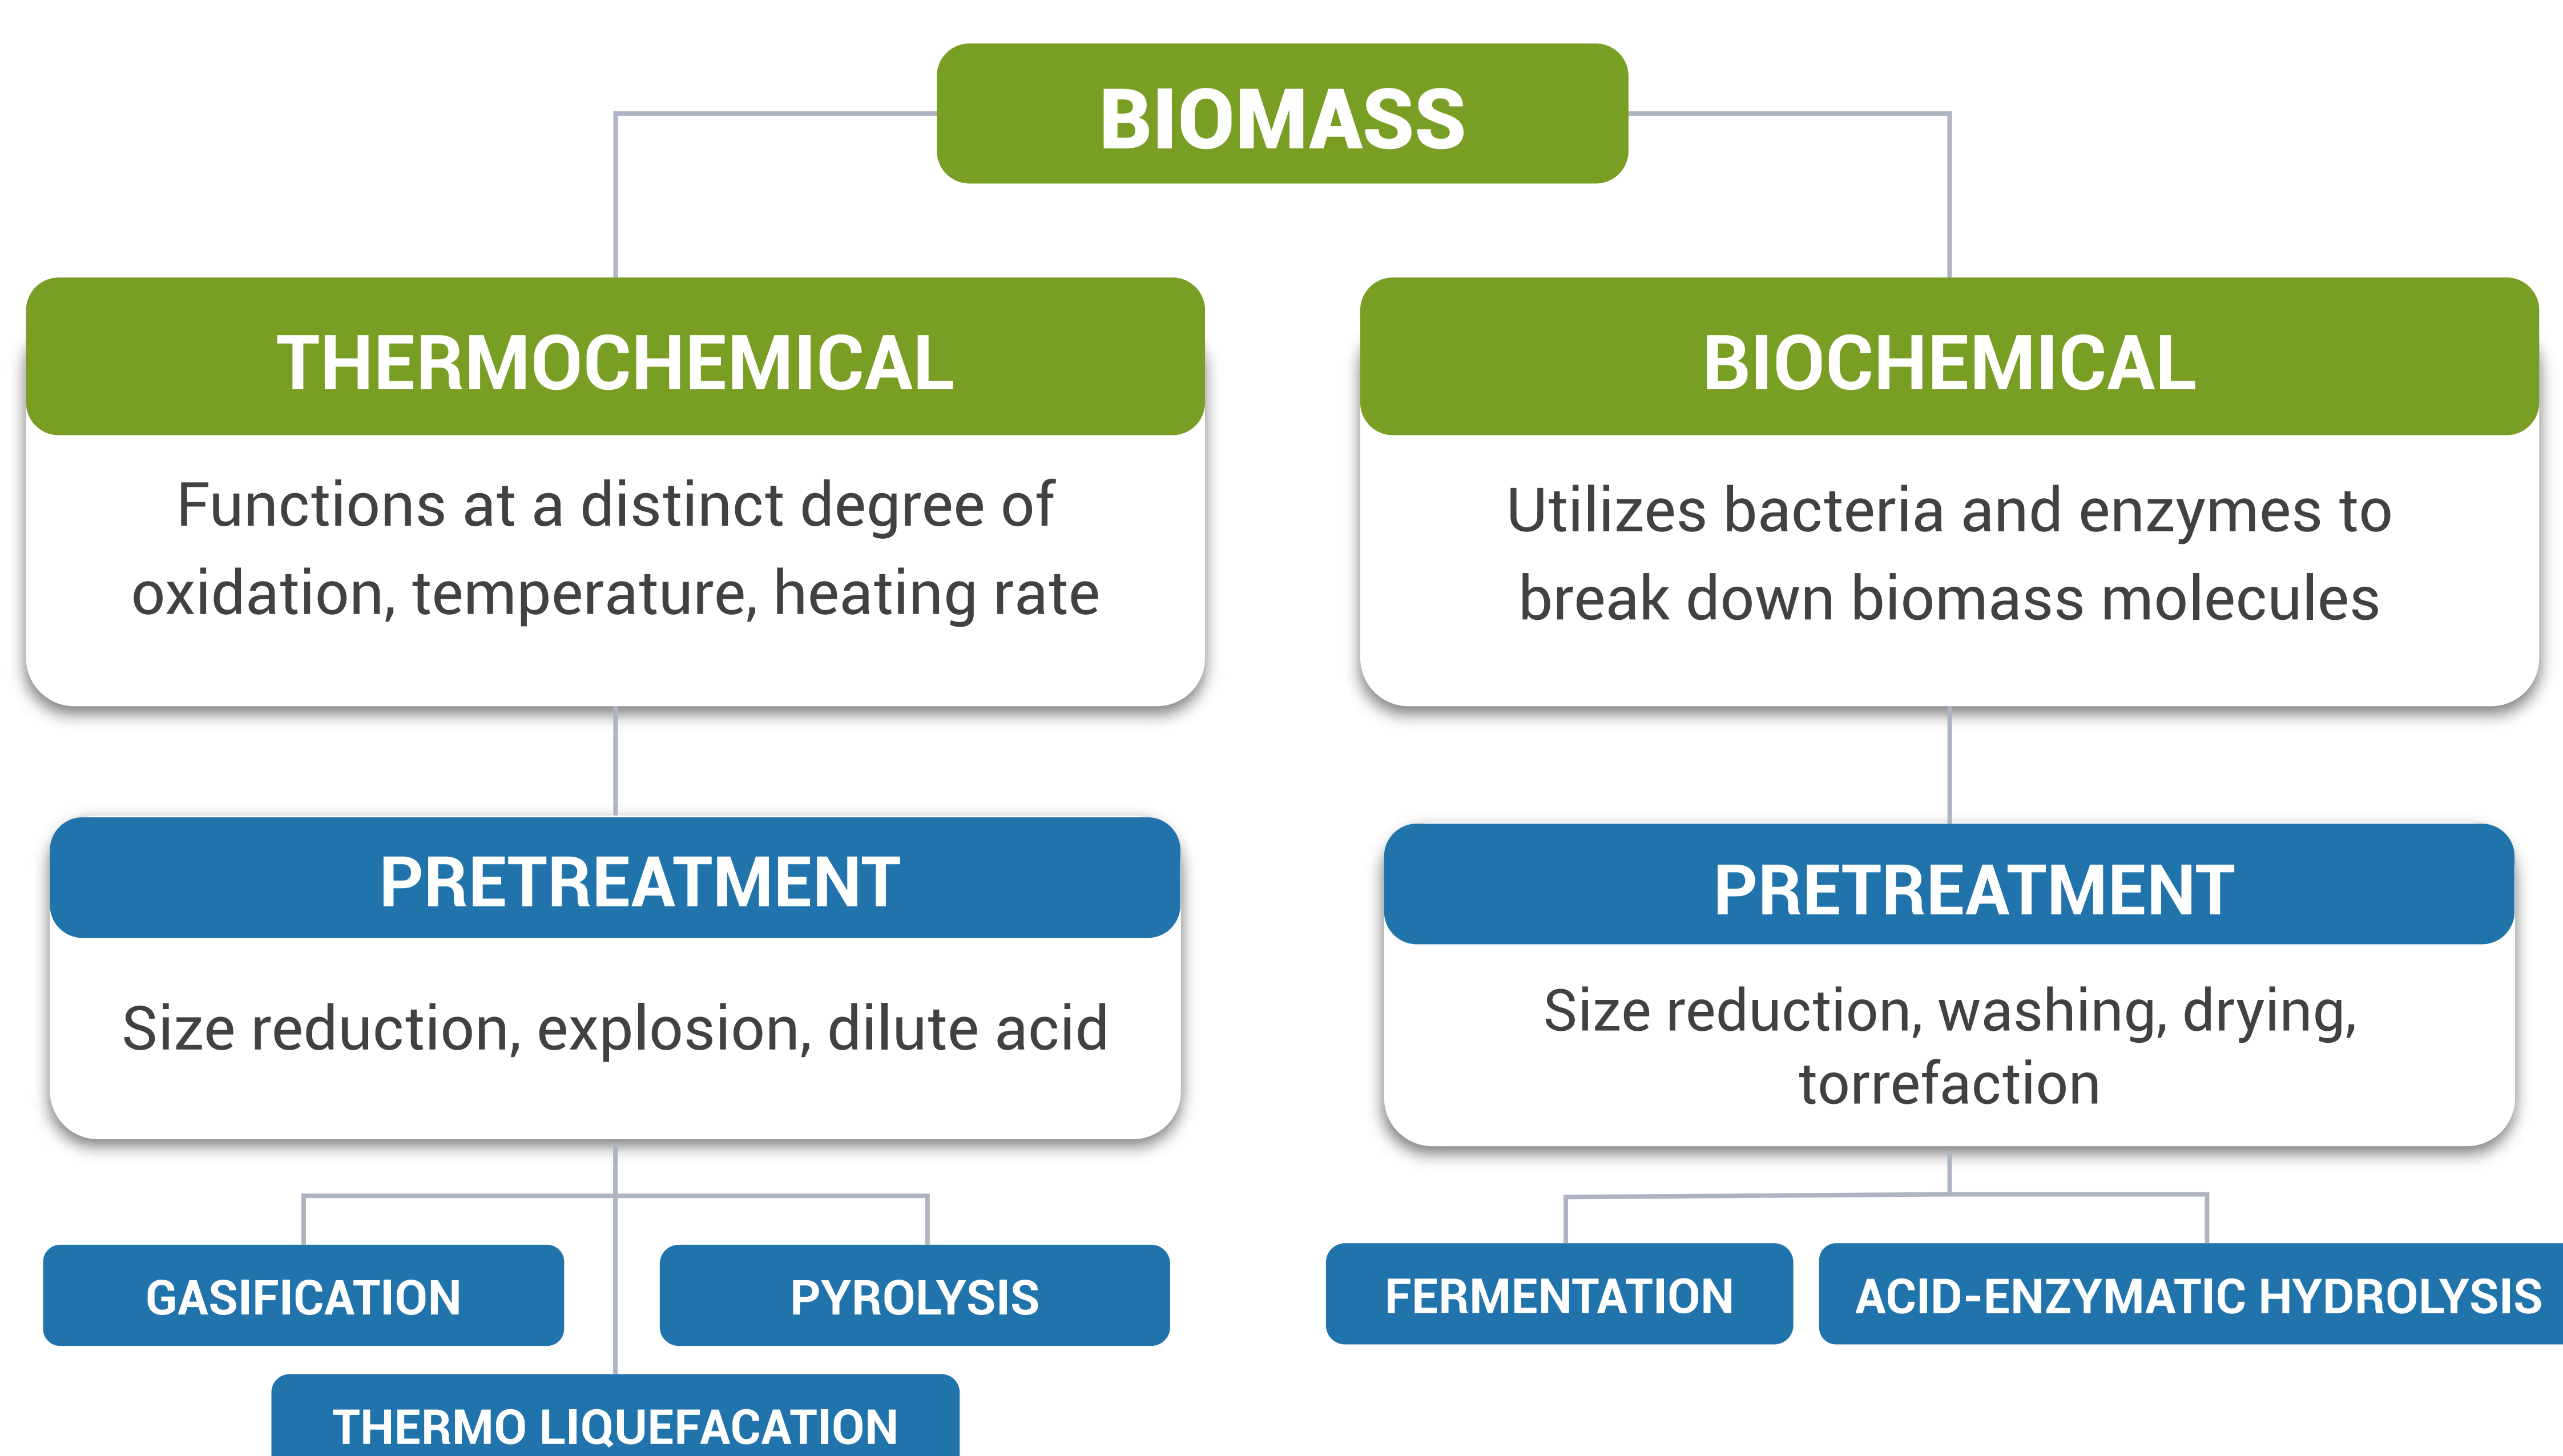 BIOMASS
THERMOCHEMICAL
Functions at a distinct degree of
oxidation, temperature, heating rate
BIOCHEMICAL
Utilizes bacteria and enzymes to
break down biomass molecules
PRETREATMENT
Size reduction, explosion, dilute acid
PRETREATMENT
Size reduction, washing, drying,
torrefaction
GASIFICATION
PYROLYSIS
THERMO LIQUEFACATION
FERMENTATION
ACID-ENZYMATIC HYDROLYSIS